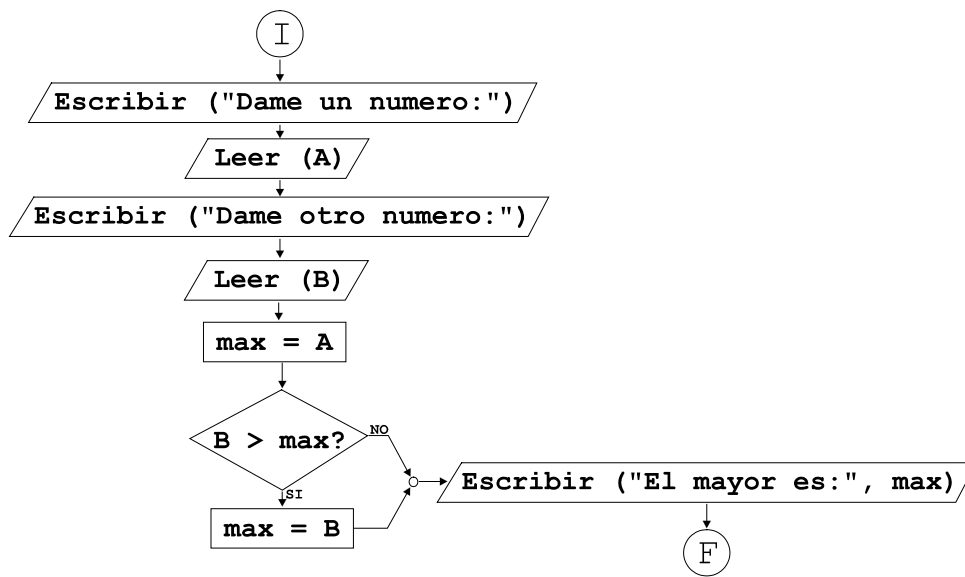 I
Escribir ("Dame un numero:")
Leer (A)
Escribir ("Dame otro numero:")
Leer (B)
max = A
B > max?
NO
SI
max = B
Escribir ("El mayor es:", max)
F